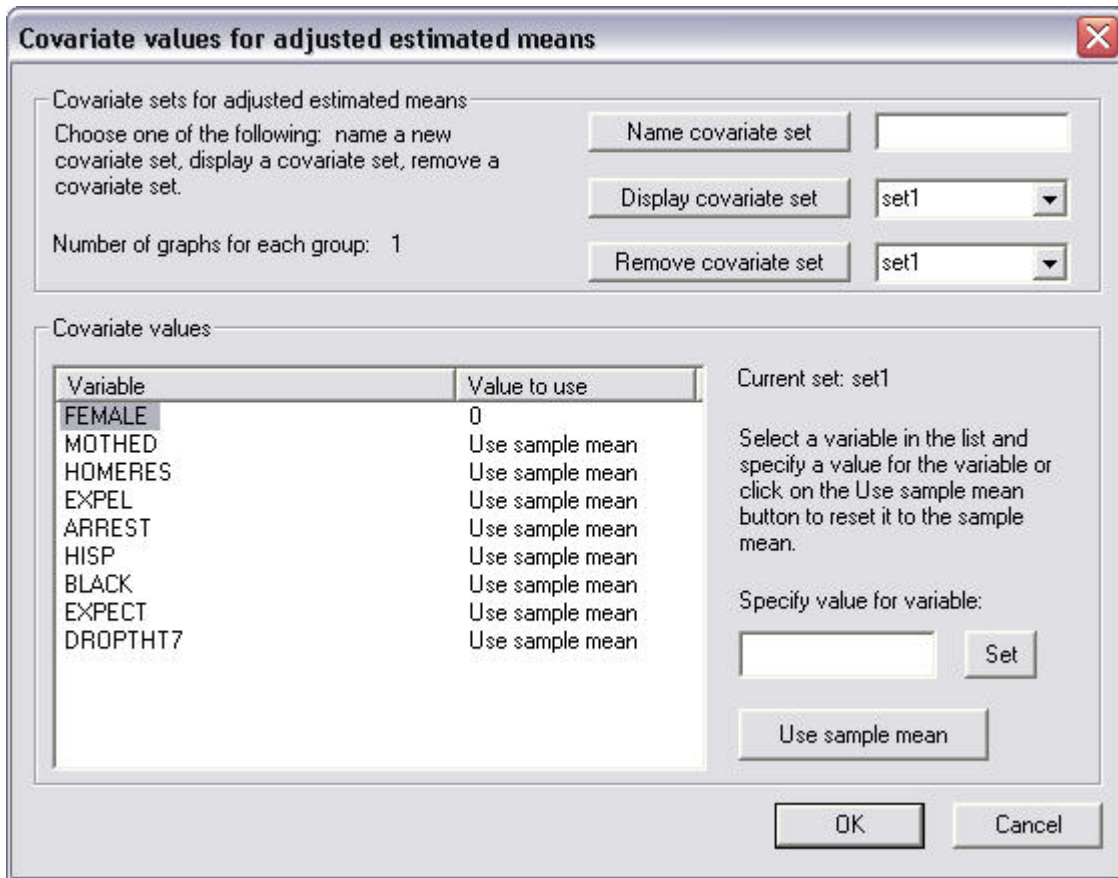 Covariate values for adjusted estimated means
Covariate sets for adjusted estimated means
Choose one of the following:  name a new
covariate set, display a covariate set, remove a
covariate set.
Number of graphs for each group:   1
Name covariate set
Display covariate set
set1
Remove covariate set
set1
Covariate values
Variable Value to use
FEMALE 0
MOTHED Use sample mean
HOMERES Use sample mean
EXPEL Use sample mean
ARREST Use sample mean
HISP Use sample mean
BLACK Use sample mean
EXPECT Use sample mean
DROPTHT7 Use sample mean
Current set: set1
Select a variable in the list and
specify a value for the variable or
click on the Use sample mean
button to reset it to the sample
mean.
Specify value for variable:
Set
Use sample mean
OK
Cancel